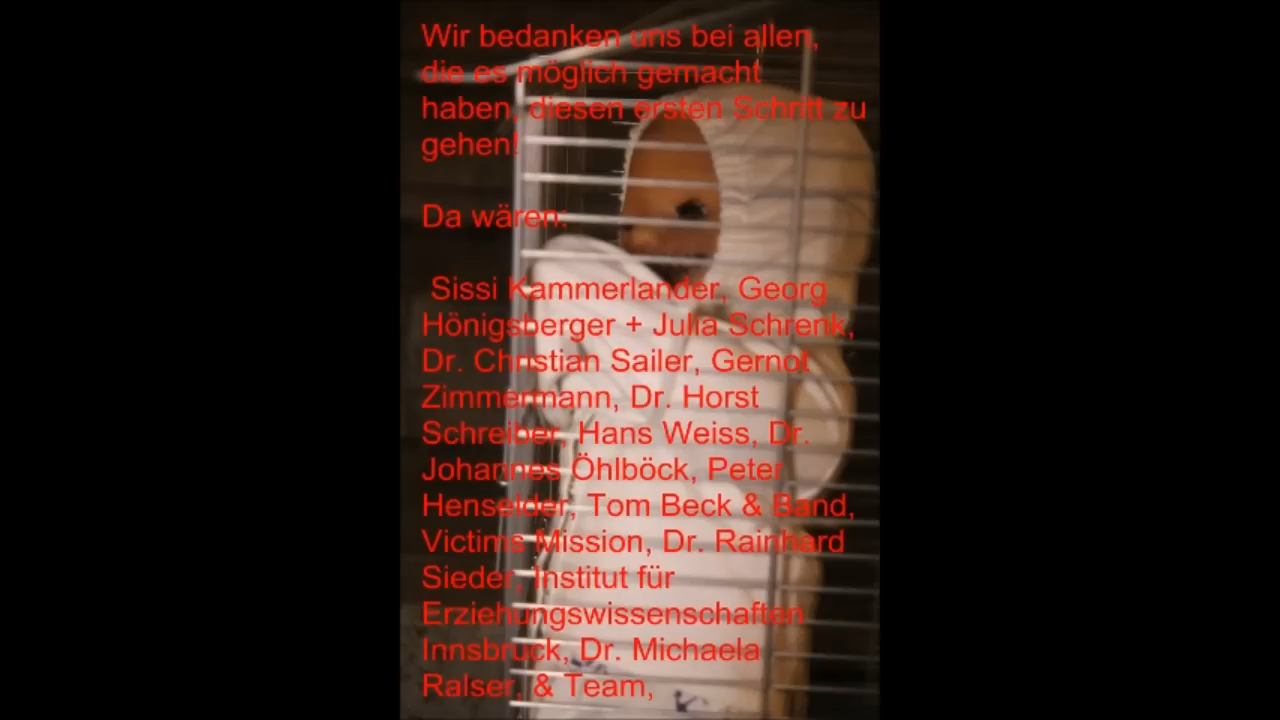 Wir bedanken uns bei allen,
die es möglich gemacht
haben, diesen ersten Schritt zu
gehen!
Da wären:
Sissi Kammerlander, Georg
Hönigsberger + Julia Schrenk,
Dr. Christian Sailer, Gernot
Zimmermann, Dr. Horst
Schreiber, Hans Weiss, Dr.
Johannes Öhlböck, Peter
Henselder, Tom Beck & Band,
Victims Mission, Dr. Rainhard
Sieder, Institut für
Erziehungswissenschaften
Innsbruck, Dr. Michaela
Ralser, & Team,